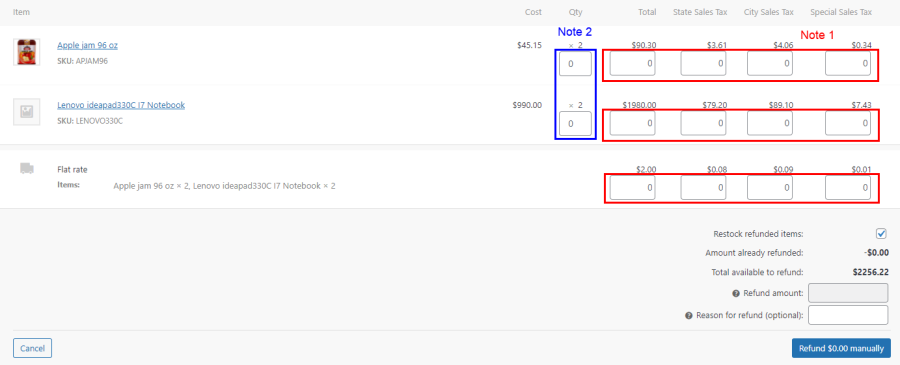 Item Cost Qty Total State Sales Tax City Sales Tax Special Sales Tax
Note 2 Note 1
Apple jam 96 oz $45.15 × 2 $90.30 $3.61 $4.06 $0.34
SKU: APJAM96 0 0 0 0 0
Lenovo ideapad330C I7 Notebook $990.00 × 2 $1980.00 $79.20 $89.10 $7.43
SKU: LENOVO330C 0 0 0 0 0
Flat rate $2.00 $0.08 $0.09 $0.01
Items: Apple jam 96 oz × 2, Lenovo ideapad330C I7 Notebook × 2 0 0 0 0
Restock refunded items:
Amount already refunded: -$0.00
Total available to refund: $2256.22
? Refund amount:
? Reason for refund (optional):
Cancel Refund $0.00 manually